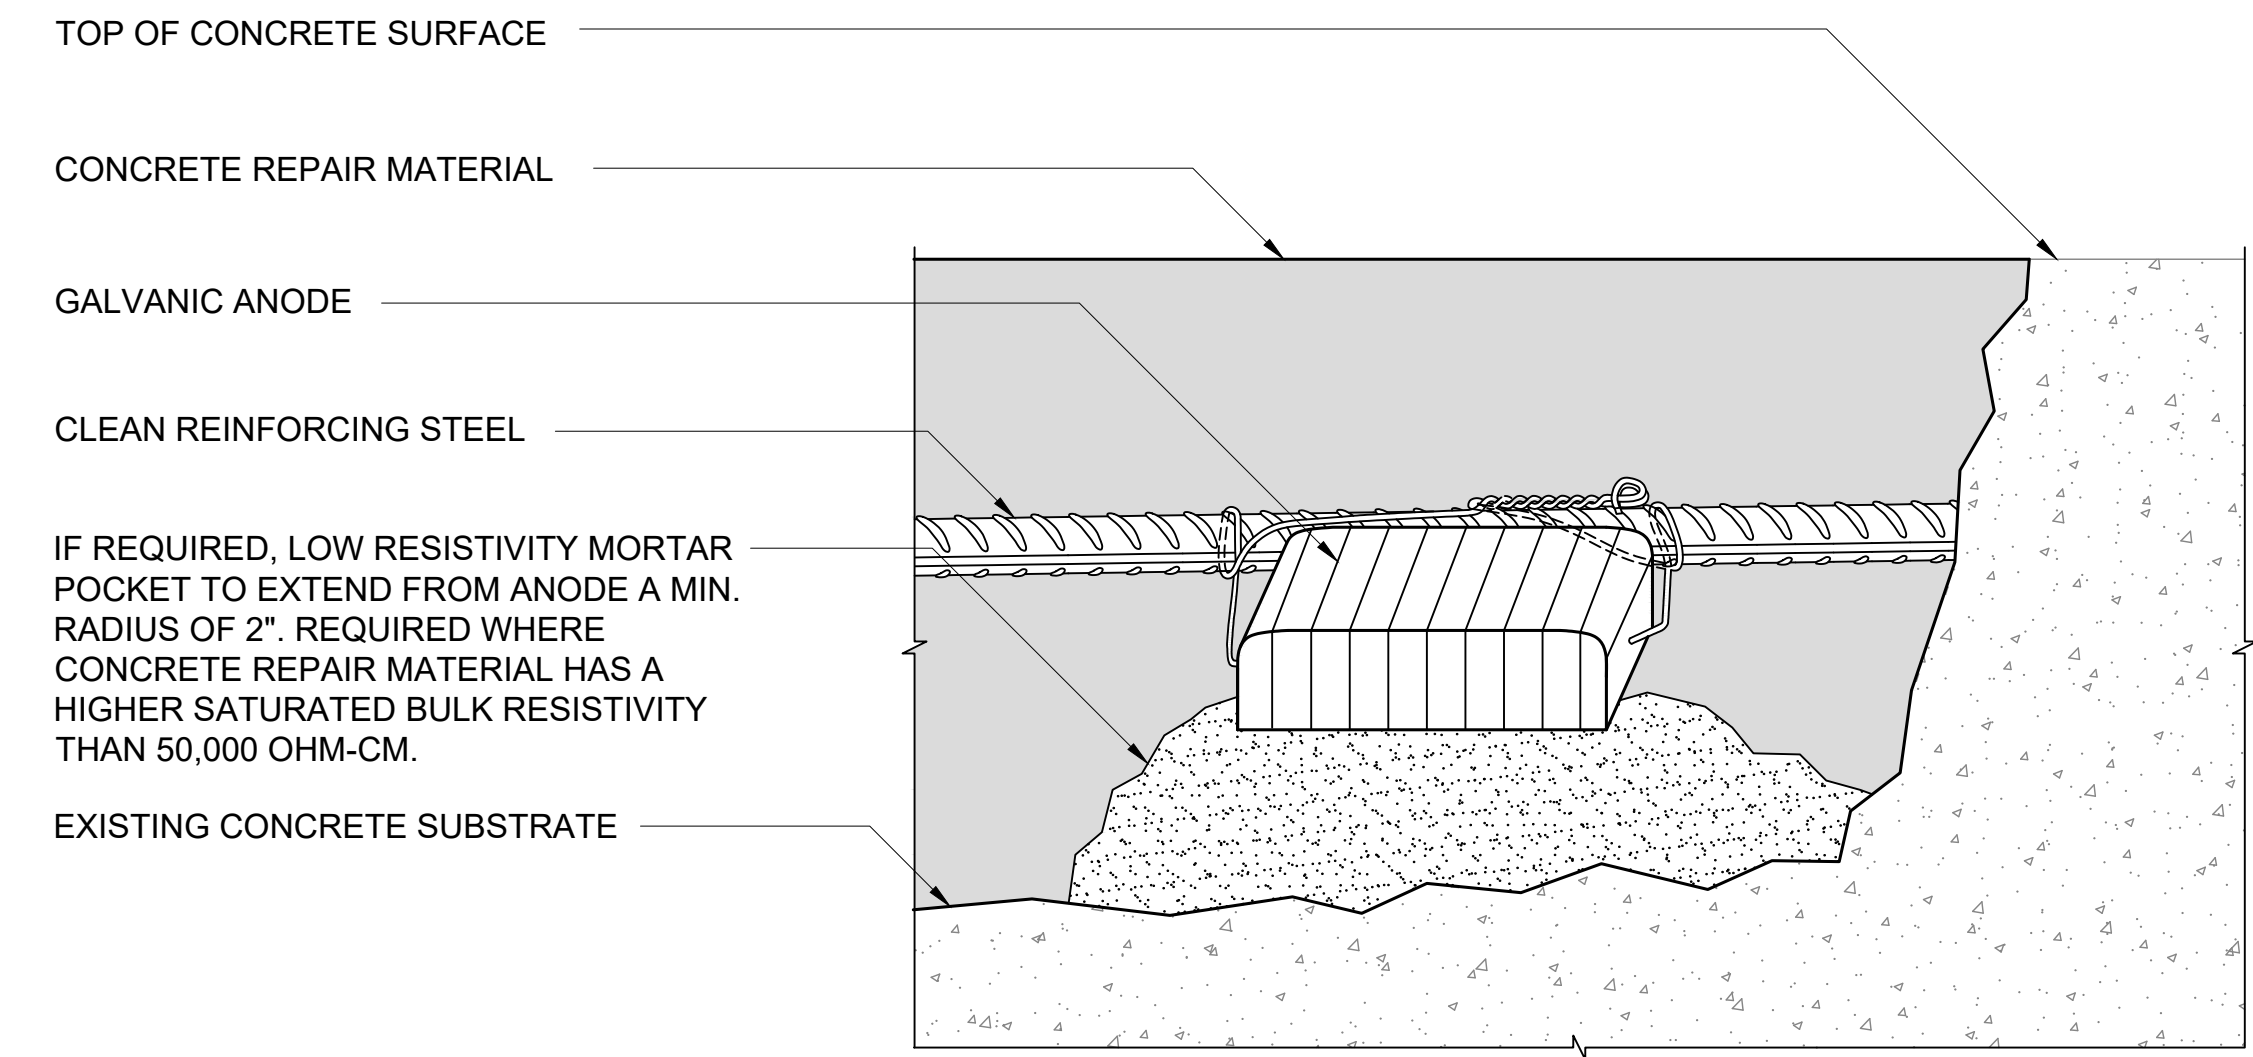 TOP OF CONCRETE SURFACE
CONCRETE REPAIR MATERIAL
GALVANIC ANODE
CLEAN REINFORCING STEEL
IF REQUIRED, LOW RESISTIVITY MORTAR
POCKET TO EXTEND FROM ANODE A MIN.
RADIUS OF 2". REQUIRED WHERE
CONCRETE REPAIR MATERIAL HAS A
HIGHER SATURATED BULK RESISTIVITY
THAN 50,000 OHM-CM.
EXISTING CONCRETE SUBSTRATE